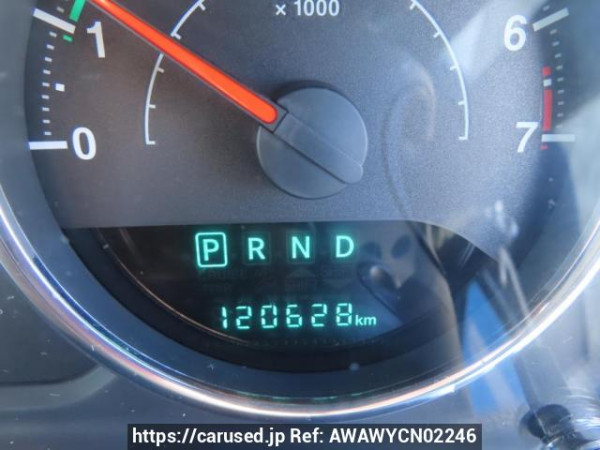 x 1000
1
6
0
7
P R N D
120628km
https://carused.jp Ref: AWAWYCN02246